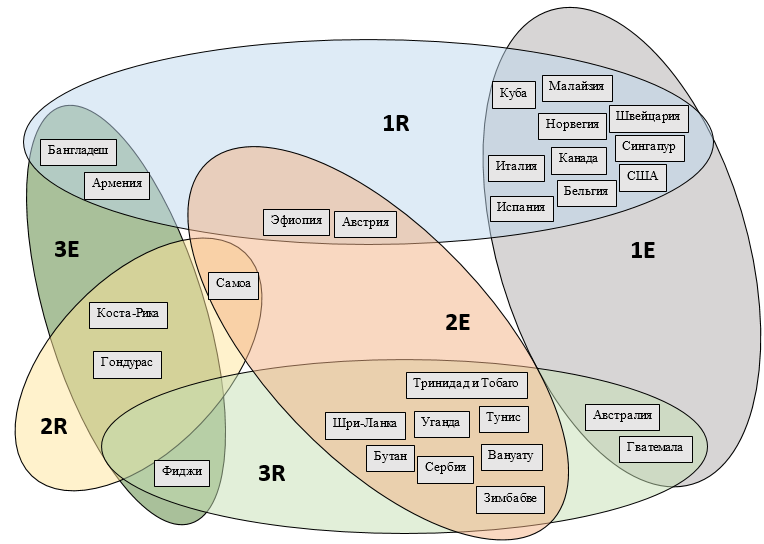 Куба
Малайзия
1R
Норвегия
Швейцария
Бангладеш
Сингапур
Италия
Канада
Армения
США
Бельгия
Испания
Эфиопия
Австрия
3E
1E
Самоа
Коста-Рика
2E
Гондурас
Тринидад и Тобаго
2R
Шри-Ланка
Уганда
Тунис
Австралия
Гватемала
Бутан
Сербия
Вануату
Фиджи
3R
Зимбабве